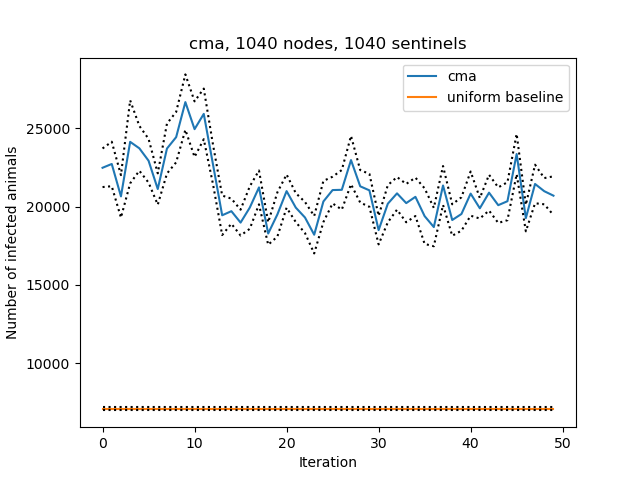 cma, 1040 nodes, 1040 sentinels
cma
uniform baseline
25000
20000
15000
10000
Number of infected animals
0
10
20
30
40
50
Iteration